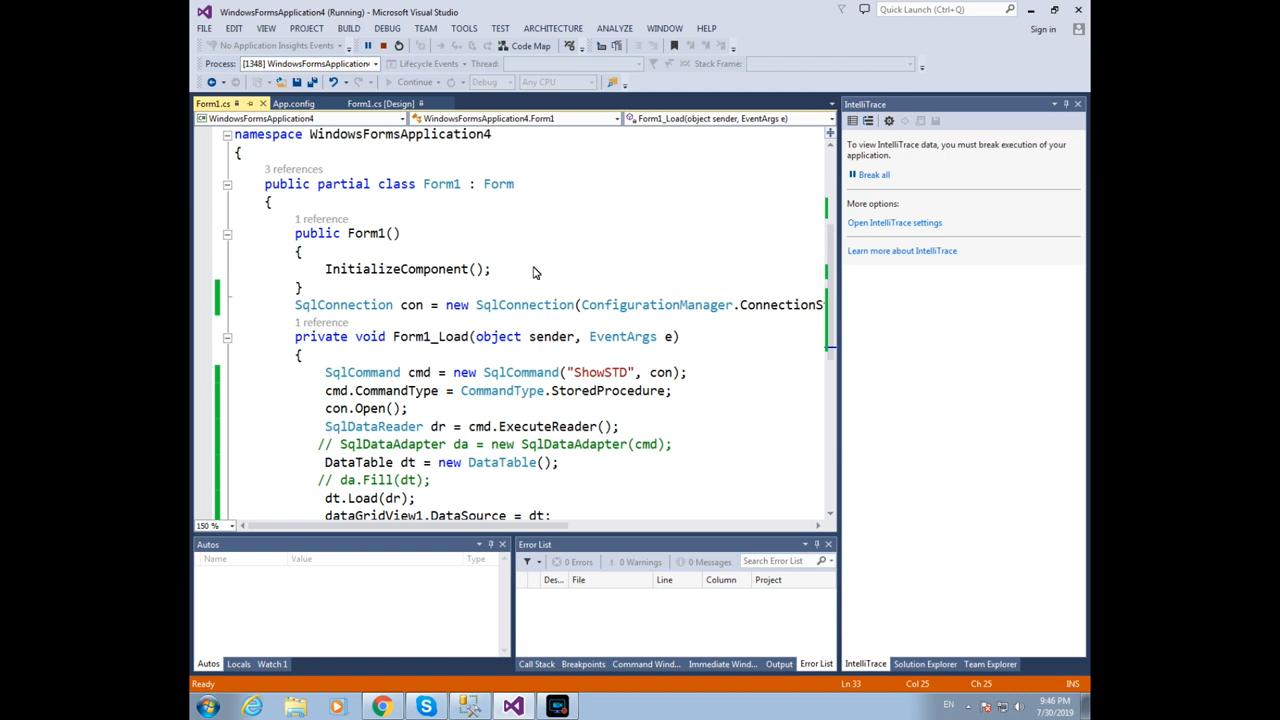 WindowsFormsApplication4 (Running) - Microsoft Visual Studio
Quick Launch (Ctrl+Q)
FILE EDIT VIEW PROJECT BUILD DEBUG TEAM TOOLS TEST ARCHITECTURE ANALYZE WINDOW HELP
Sign in
No Application Insights Events
Code Map
Process: [1348] WindowsFormsApplication
Lifecycle Events
Thread:
Stack Frame:
Continue
Debug
Any CPU
Form1.cs
App.config
Form1.cs [Design]
WindowsFormsApplication4
WindowsFormsApplication4.Form1
Form1_Load(object sender, EventArgs e)
namespace WindowsFormsApplication4
{
3 references
public partial class Form1 : Form
{
1 reference
public Form1()
{
InitializeComponent();
}
SqlConnection con = new SqlConnection(ConfigurationManager.ConnectionS
1 reference
private void Form1_Load(object sender, EventArgs e)
{
SqlCommand cmd = new SqlCommand("ShowSTD", con);
cmd.CommandType = CommandType.StoredProcedure;
con.Open();
SqlDataReader dr = cmd.ExecuteReader();
// SqlDataAdapter da = new SqlDataAdapter(cmd);
DataTable dt = new DataTable();
// da.Fill(dt);
dt.Load(dr);
dataGridView1.DataSource = dt;
150 %
IntelliTrace
To view IntelliTrace data, you must break execution of your
application.
Break all
More options:
Open IntelliTrace settings
Learn more about IntelliTrace
Autos
Name Value Type
Autos Locals Watch 1
Error List
0 Errors 0 Warnings 0 Messages Search Error List
Des... File Line Column Project
Call Stack Breakpoints Command Wind... Immediate Wind... Output Error List
IntelliTrace Solution Explorer Team Explorer
Ready
Ln 33 Col 25 Ch 25 INS
EN
9:46 PM
7/30/2019